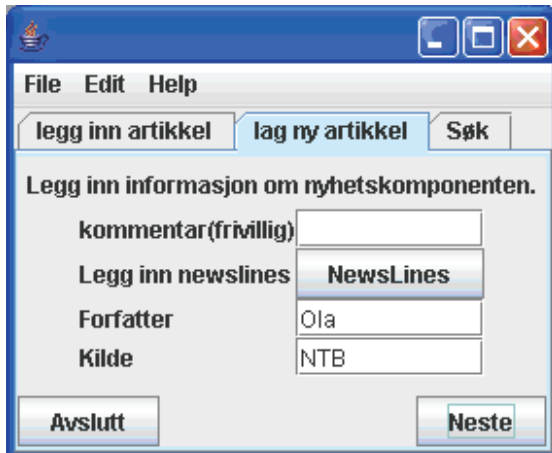 File Edit Help
legg inn artikkel lag ny artikkel Søk
Legg inn informasjon om nyhetskomponenten.
kommentar(frivillig)
Legg inn newslines NewsLines
Forfatter Ola
Kilde NTB
Avslutt Neste